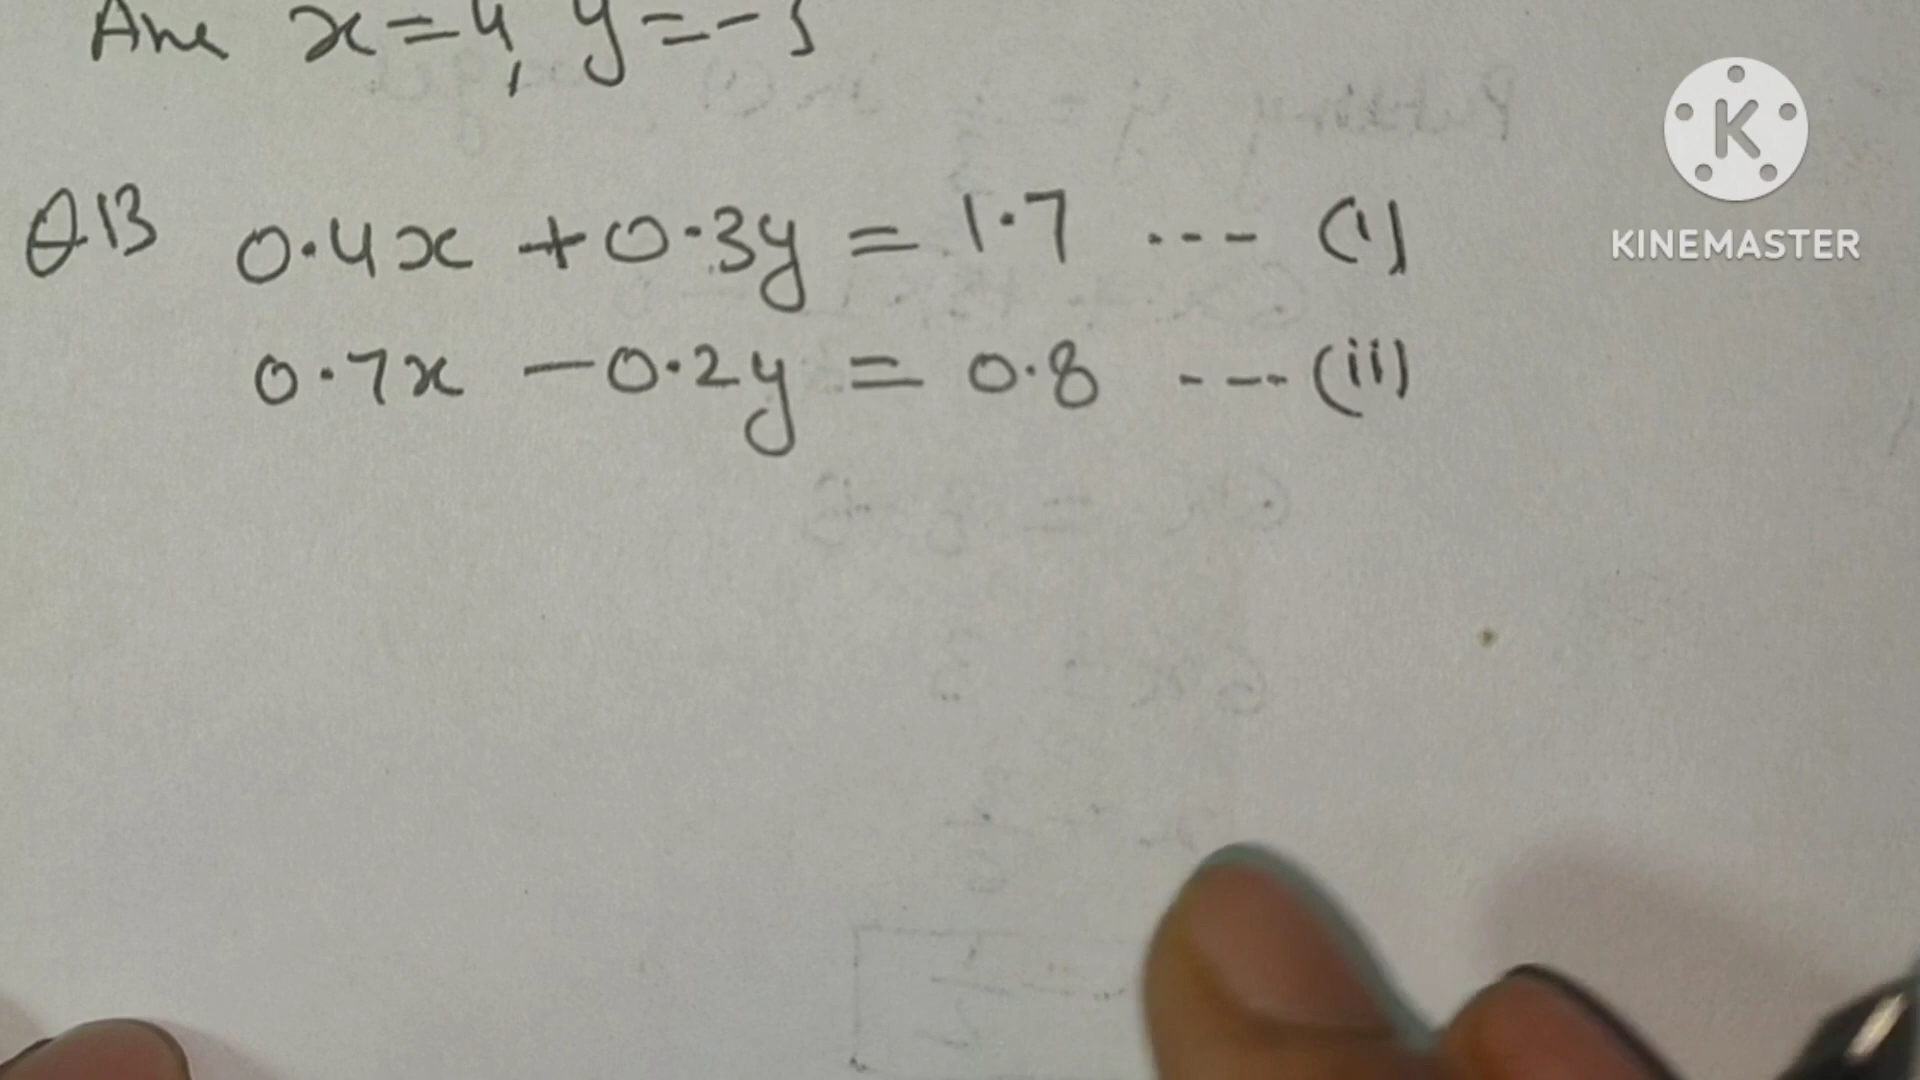 Ans x=4, y=-5
Q13 0.4x + 0.3y = 1.7 --- (i)
0.7x - 0.2y = 0.8 --- (ii)
KINEMASTER